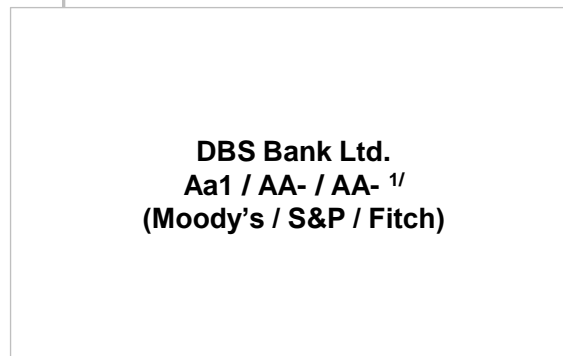 DBS Bank Ltd.
Aa1 / AA- / AA- 1/
(Moody’s / S&P / Fitch)